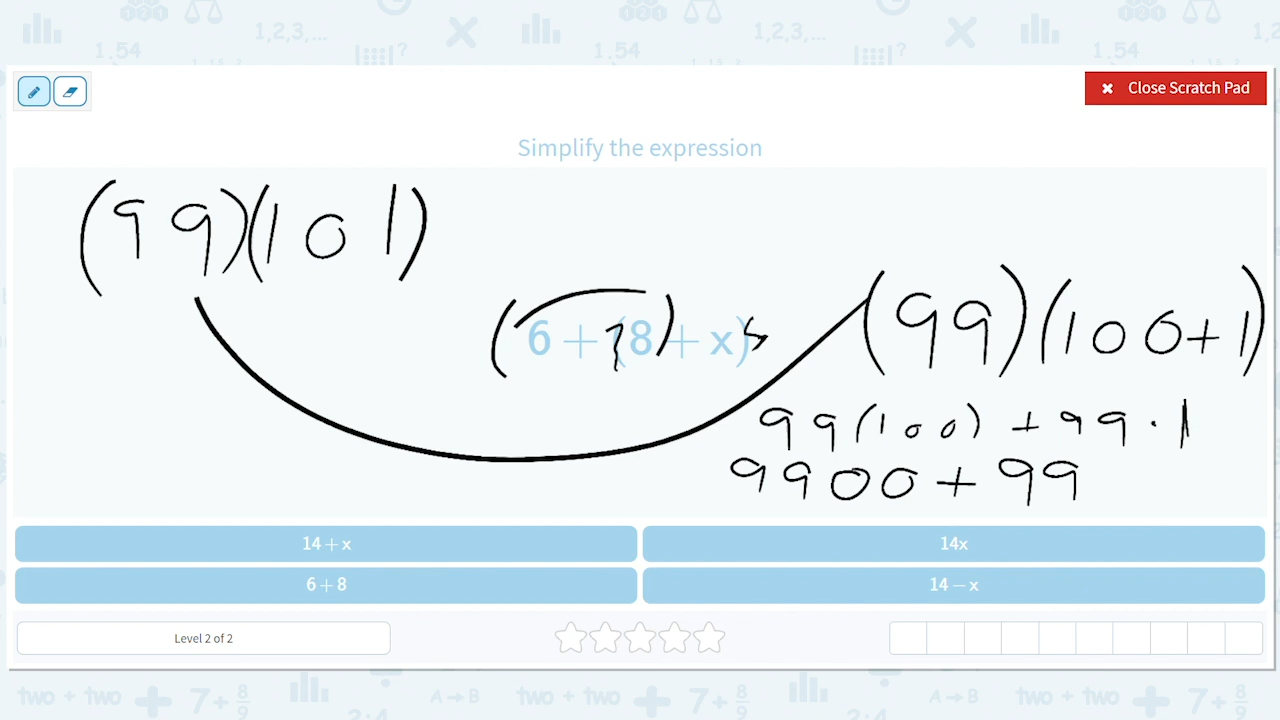 Close Scratch Pad
Simplify the expression
(99)(101)
6 + (8 + x)
(99)(100+1)
99(100) + 99 · 1
9900 + 99
14 + x
14x
6 + 8
14 − x
Level 2 of 2